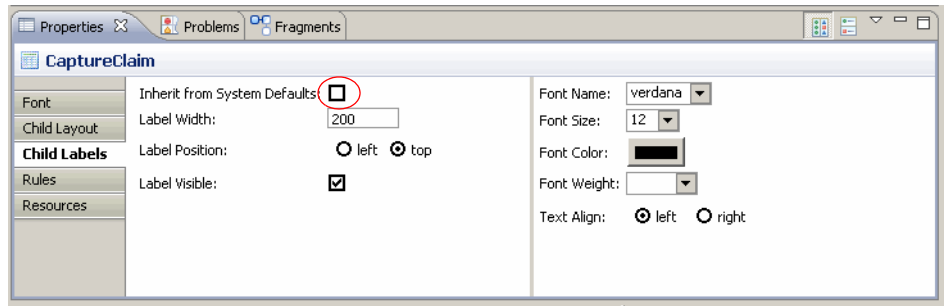 Properties Problems Fragments
CaptureClaim
Font
Child Layout
Child Labels
Rules
Resources
Inherit from System Defaults:
Label Width: 200
Label Position: left top
Label Visible:
Font Name: verdana
Font Size: 12
Font Color:
Font Weight:
Text Align: left right